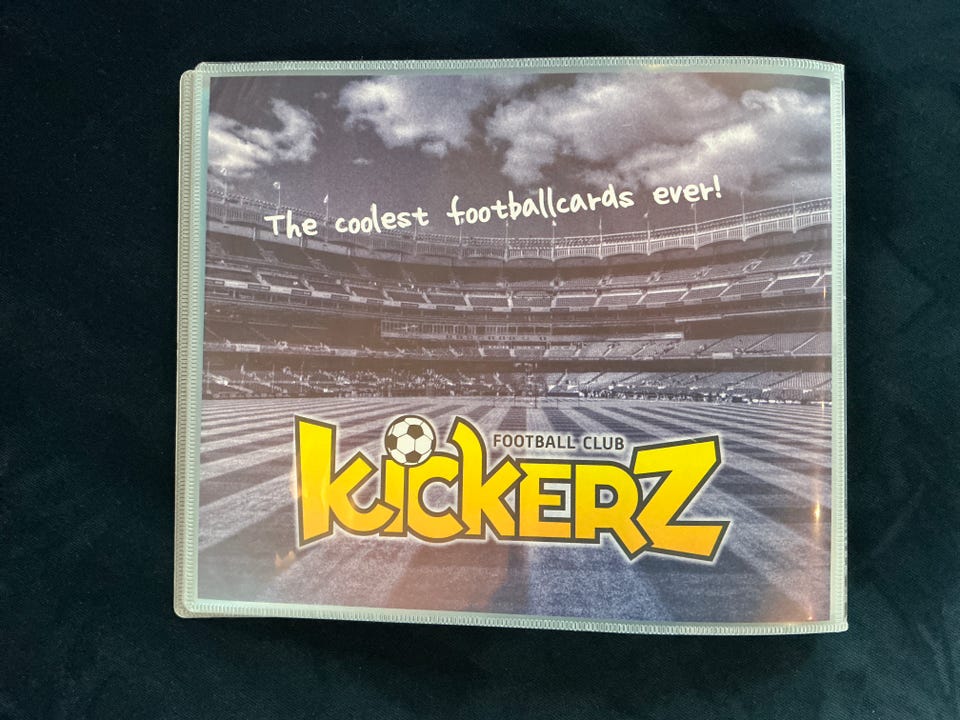 The coolest footballcards ever!
FOOTBALL CLUB
KiCKERZ